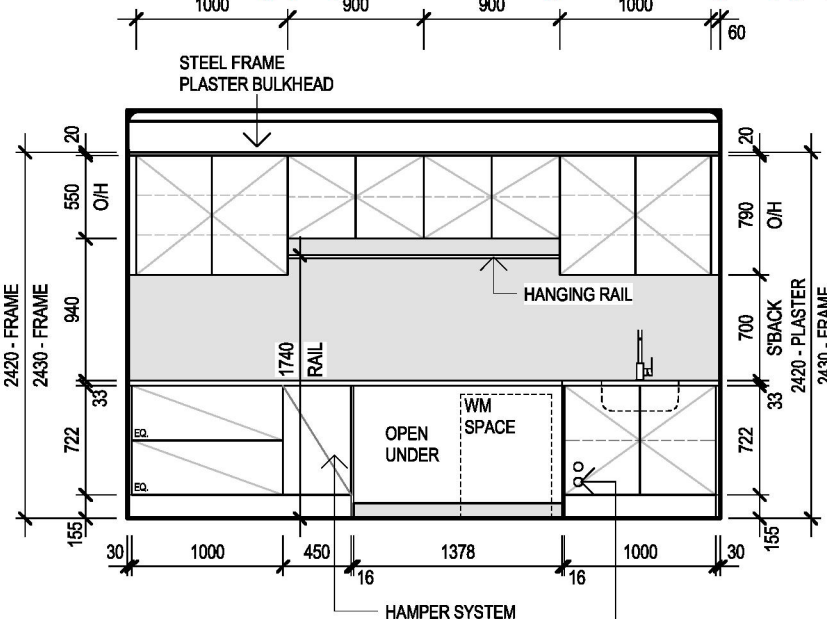 1000
900
900
1000
60
STEEL FRAME
PLASTER BULKHEAD
20
20
550
O/H
790
O/H
2420 - FRAME
2430 - FRAME
940
HANGING RAIL
700
S'BACK
2420 - PLASTER
2430 - FRAME
1740
RAIL
33
33
722
EQ.
EQ.
OPEN
UNDER
WM
SPACE
722
155
155
30
1000
450
1378
1000
30
16
16
HAMPER SYSTEM